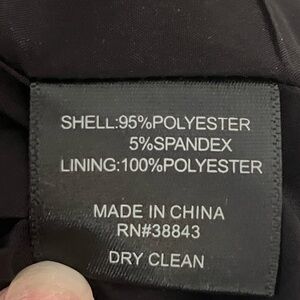 SHELL:95%POLYESTER
5%SPANDEX
LINING:100%POLYESTER
MADE IN CHINA
RN#38843
DRY CLEAN